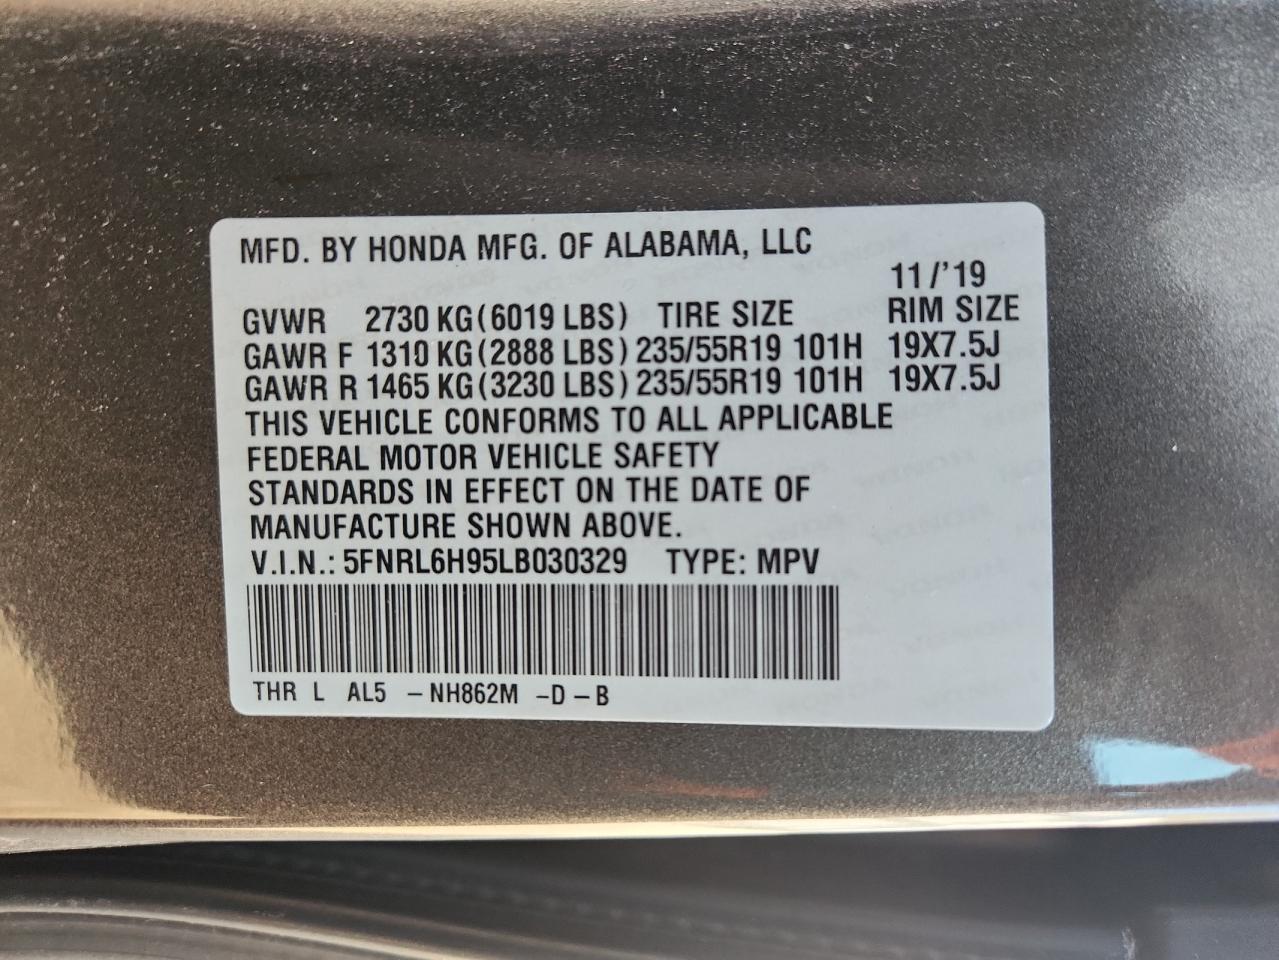 MFD. BY HONDA MFG. OF ALABAMA, LLC
11/'19
GVWR 2730 KG(6019 LBS) TIRE SIZE RIM SIZE
GAWR F 1310 KG(2888 LBS) 235/55R19 101H 19X7.5J
GAWR R 1465 KG(3230 LBS) 235/55R19 101H 19X7.5J
THIS VEHICLE CONFORMS TO ALL APPLICABLE
FEDERAL MOTOR VEHICLE SAFETY
STANDARDS IN EFFECT ON THE DATE OF
MANUFACTURE SHOWN ABOVE.
V.I.N.: 5FNRL6H95LB030329 TYPE: MPV
THR L AL5 -NH862M -D-B